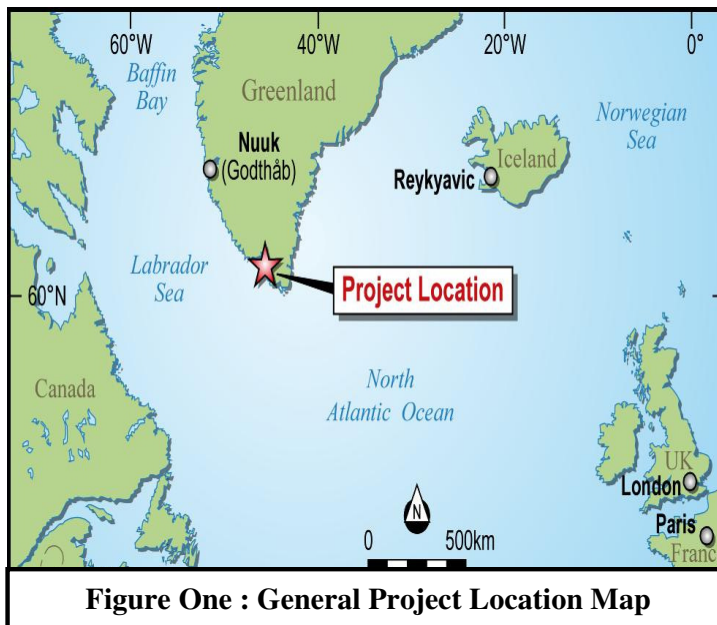 60°W 40°W 20°W 0°
Baffin
Bay
Greenland
Norwegian
Sea
Nuuk
(Godthåb)
Iceland
Reykyavic
Labrador
Sea
60°N
Project Location
Canada
North
Atlantic Ocean
UK
London
Paris
Franc
N
0 500km
Figure One : General Project Location Map